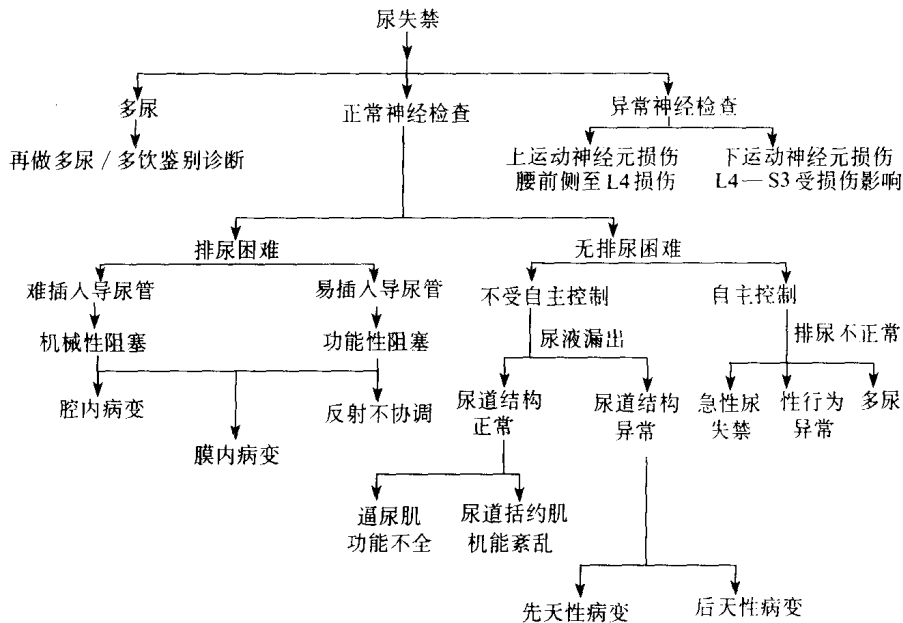 尿失禁
多尿
正常神经检查
异常神经检查
再做多尿/多饮鉴别诊断
上运动神经元损伤
腰前侧至L4损伤
下运动神经元损伤
L4—S3受损伤影响
排尿困难
无排尿困难
难插入导尿管
易插入导尿管
不受自主控制
自主控制
机械性阻塞
功能性阻塞
尿液漏出
排尿不正常
腔内病变
膜内病变
反射不协调
尿道结构
正常
尿道结构
异常
急性尿
失禁
性行为
异常
多尿
逼尿肌
功能不全
尿道括约肌
机能紊乱
先天性病变
后天性病变